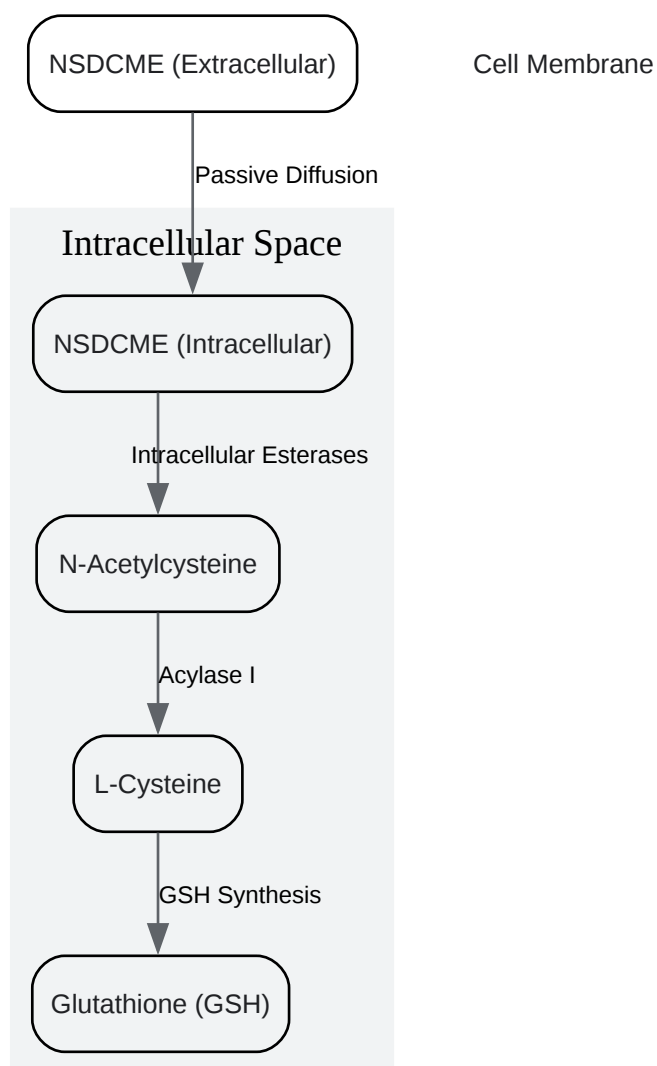 NSDCME (Extracellular)
Cell Membrane
Passive Diffusion
Intracellular Space
NSDCME (Intracellular)
Intracellular Esterases
N-Acetylcysteine
Acylase I
L-Cysteine
GSH Synthesis
Glutathione (GSH)